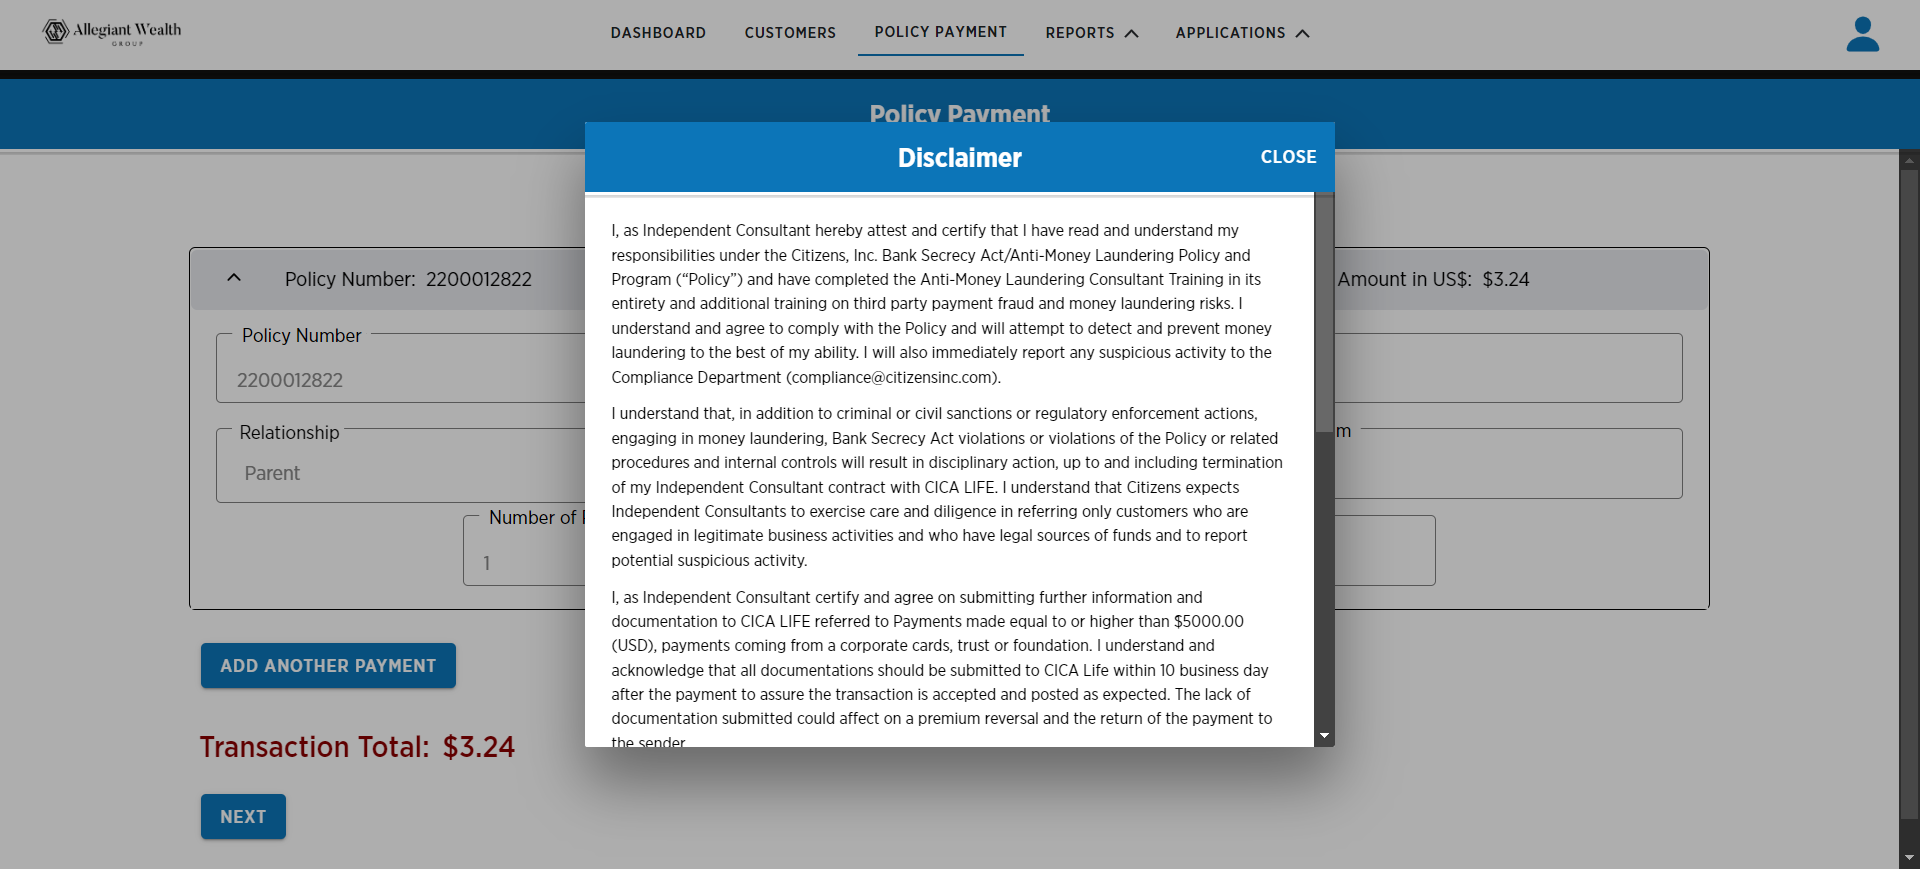 Allegiant Wealth
GROUP
DASHBOARD
CUSTOMERS
POLICY PAYMENT
REPORTS
APPLICATIONS
Policy Payment
Disclaimer
CLOSE
I, as Independent Consultant hereby attest and certify that I have read and understand my
responsibilities under the Citizens, Inc. Bank Secrecy Act/Anti-Money Laundering Policy and
Program (“Policy”) and have completed the Anti-Money Laundering Consultant Training in its
entirety and additional training on third party payment fraud and money laundering risks. I
understand and agree to comply with the Policy and will attempt to detect and prevent money
laundering to the best of my ability. I will also immediately report any suspicious activity to the
Compliance Department (compliance@citizensinc.com).
I understand that, in addition to criminal or civil sanctions or regulatory enforcement actions,
engaging in money laundering, Bank Secrecy Act violations or violations of the Policy or related
procedures and internal controls will result in disciplinary action, up to and including termination
of my Independent Consultant contract with CICA LIFE. I understand that Citizens expects
Independent Consultants to exercise care and diligence in referring only customers who are
engaged in legitimate business activities and who have legal sources of funds and to report
potential suspicious activity.
I, as Independent Consultant certify and agree on submitting further information and
documentation to CICA LIFE referred to Payments made equal to or higher than $5000.00
(USD), payments coming from a corporate cards, trust or foundation. I understand and
acknowledge that all documentations should be submitted to CICA Life within 10 business day
after the payment to assure the transaction is accepted and posted as expected. The lack of
documentation submitted could affect on a premium reversal and the return of the payment to
the sender
Policy Number: 2200012822
Amount in US$: $3.24
Policy Number
2200012822
Relationship
Parent
m
Number of
1
ADD ANOTHER PAYMENT
Transaction Total: $3.24
NEXT